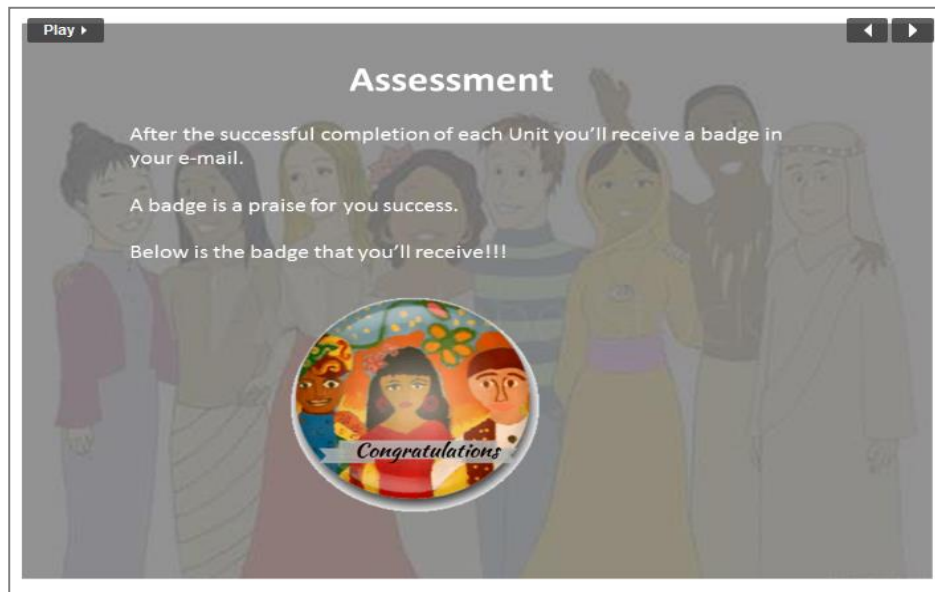 Play
Assessment
After the successful completion of each Unit you'll receive a badge in
your e-mail.
A badge is a praise for you success.
Below is the badge that you'll receive!!!
Congratulations